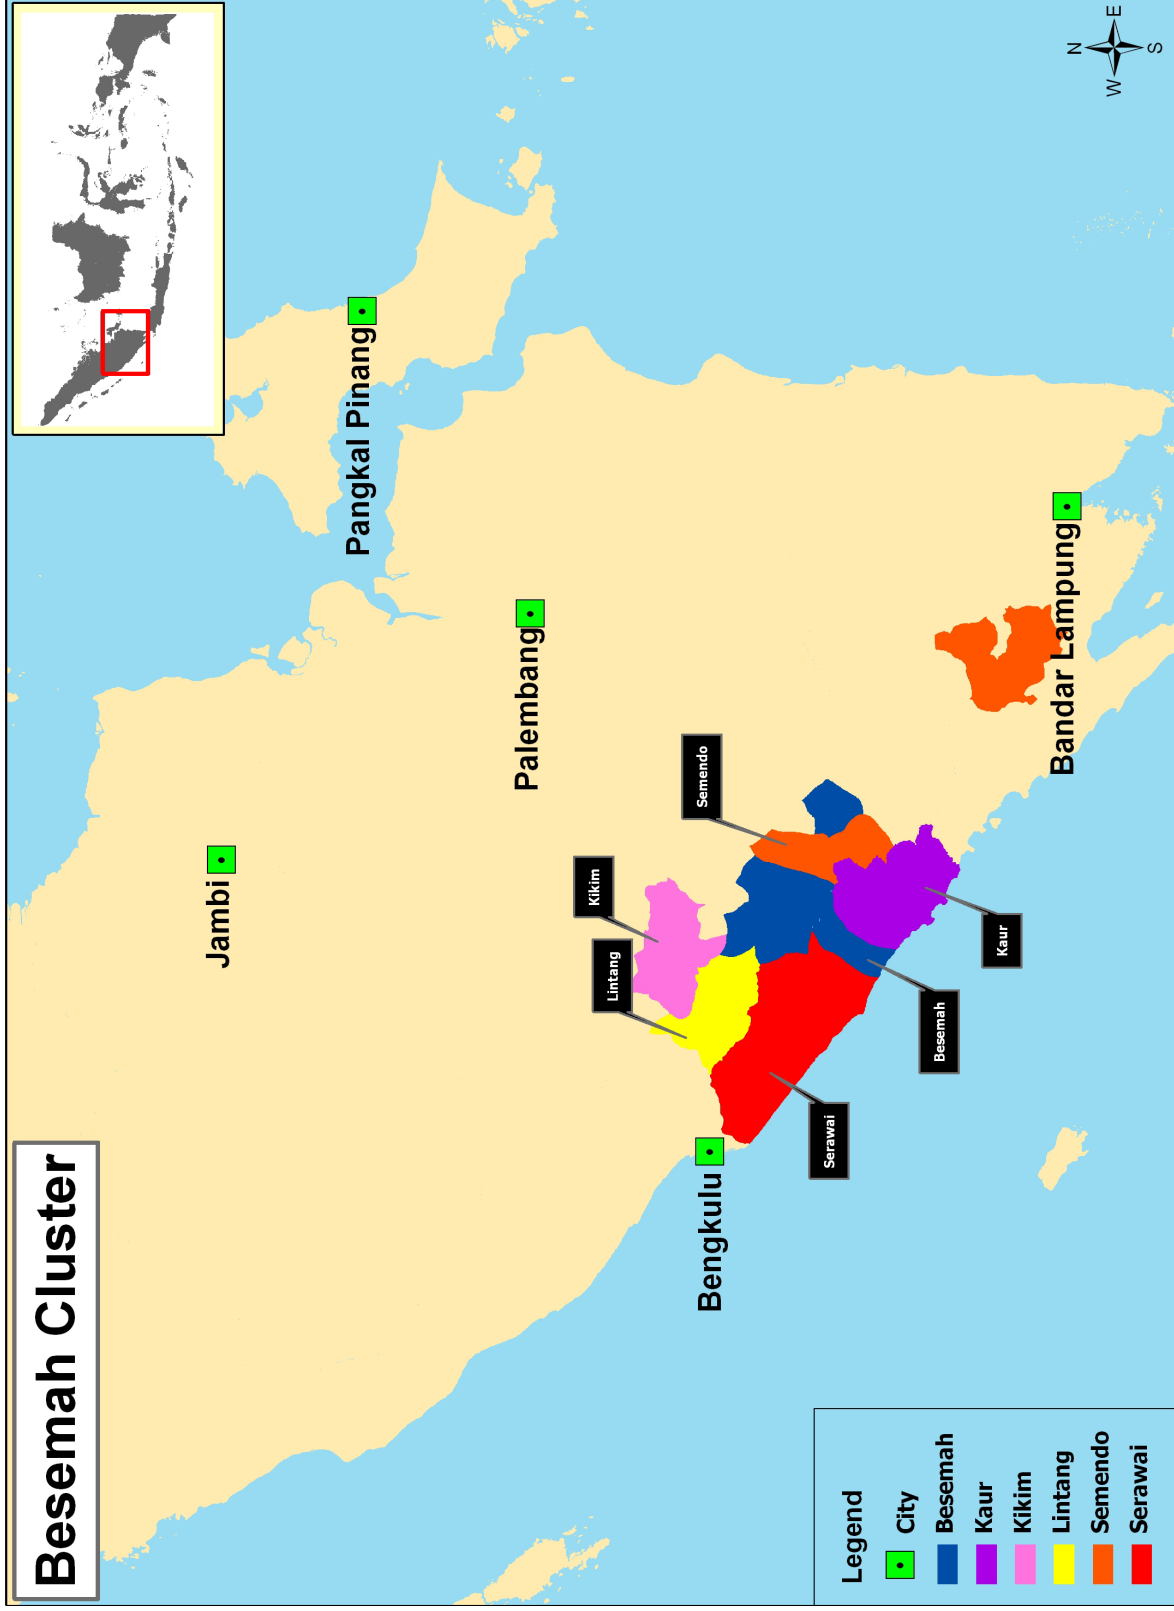 Besemah Cluster
N
W
E
S
Jambi
Pangkal Pinang
Palembang
Kikim
Lintang
Semendo
Bengkulu
Serawai
Besemah
Kaur
Bandar Lampung
Legend
City
Besemah
Kaur
Kikim
Lintang
Semendo
Serawai